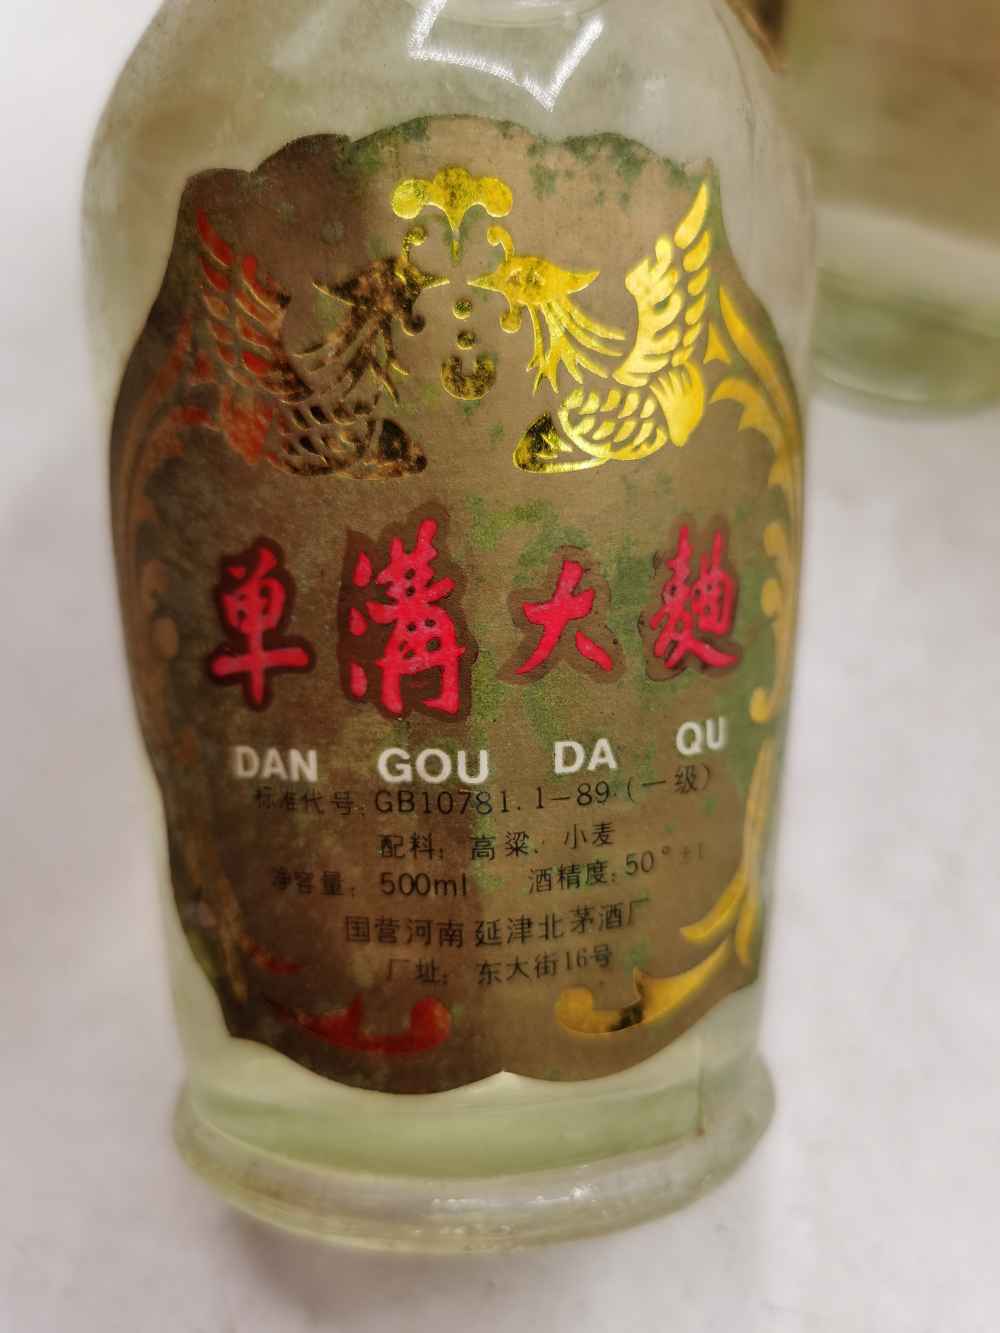 单溝大麯
DAN GOU DA QU
标准代号:GB10781.1-89(一级)
配料:高粱、小麦
净容量:500ml 酒精度:50°±1
国营河南延津北茅酒厂
厂址:东大街16号